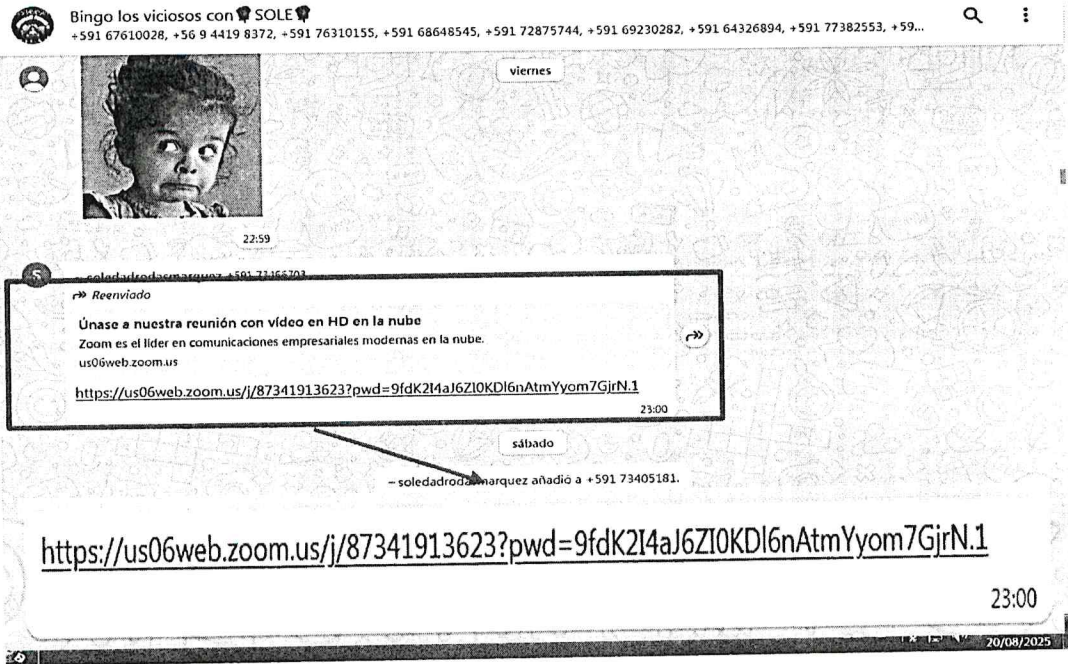 Bingo los viciosos con🌹SOLE🌹
+591 67610028, +56 9 4419 8372, +591 76310155, +591 68648545, +591 72875744, +591 69230282, +591 64326894, +591 77382553, +59...
viernes
22:59
5
~ soledadrodasmarquez
Reenviado
Únase a nuestra reunión con vídeo en HD en la nube
Zoom es el líder en comunicaciones empresariales modernas en la nube.
us06web.zoom.us
https://us06web.zoom.us/j/87341913623?pwd=9fdK2I4aJ6ZI0KDl6nAtmYyom7GjrN.1
23:00
sábado
~ soledadrodasmarquez añadió a +591 73405181.
https://us06web.zoom.us/j/87341913623?pwd=9fdK2I4aJ6ZI0KDl6nAtmYyom7GjrN.1
23:00
20/08/2025